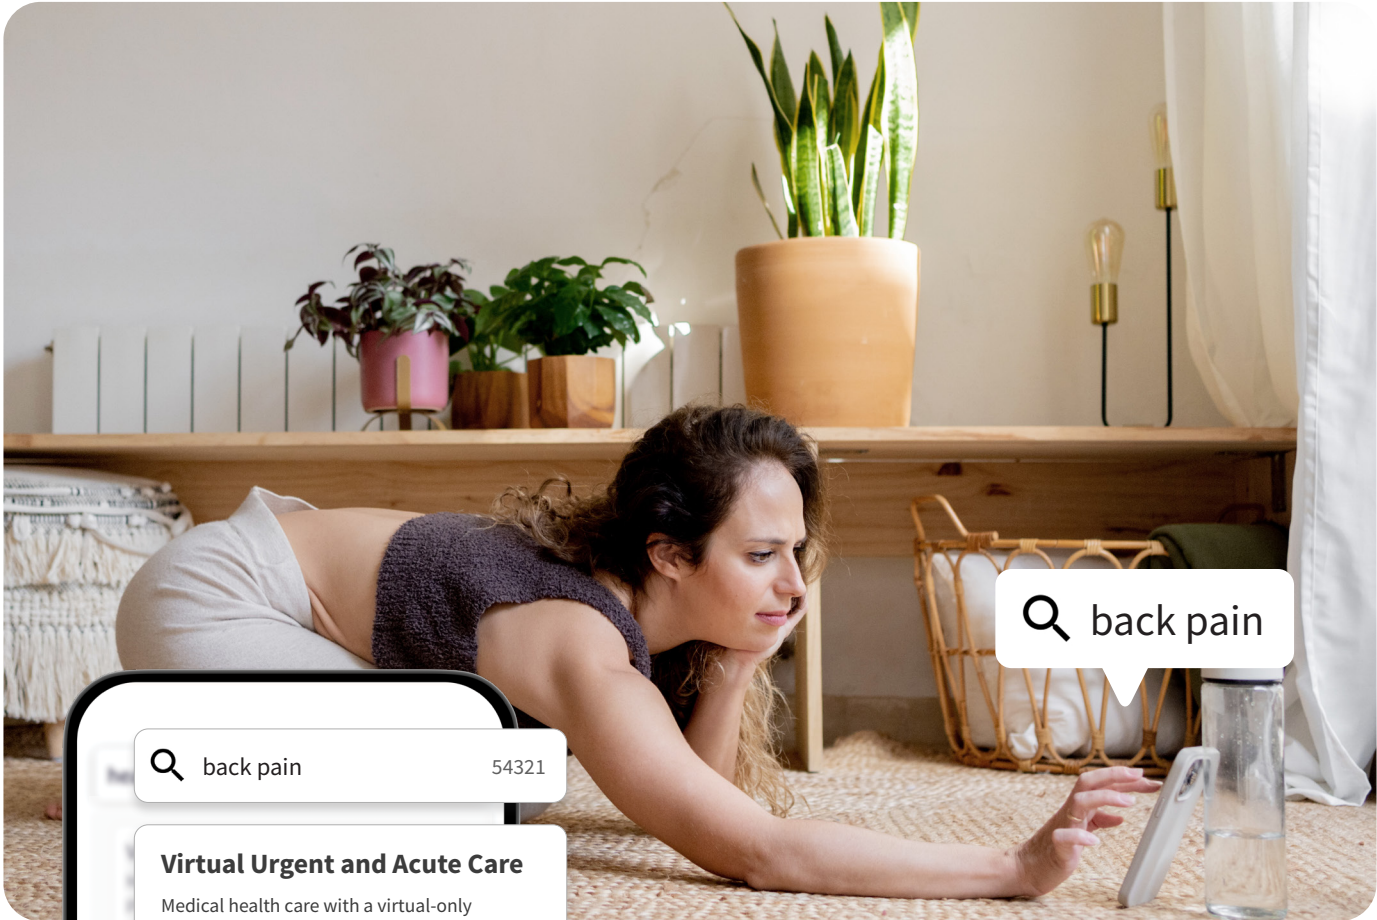 back pain
back pain 54321
Virtual Urgent and Acute Care
Medical health care with a virtual-only